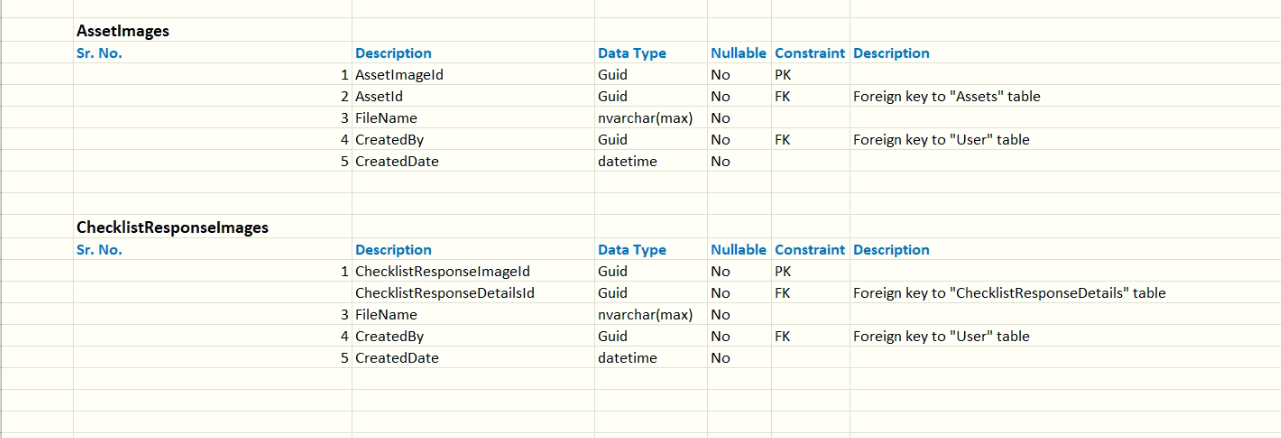 AssetImages
Sr. No. Description Data Type Nullable Constraint Description
1 AssetImageId Guid No PK
2 AssetId Guid No FK Foreign key to "Assets" table
3 FileName nvarchar(max) No
4 CreatedBy Guid No FK Foreign key to "User" table
5 CreatedDate datetime No
ChecklistResponseImages
Sr. No. Description Data Type Nullable Constraint Description
1 ChecklistResponseImageId Guid No PK
ChecklistResponseDetailsId Guid No FK Foreign key to "ChecklistResponseDetails" table
3 FileName nvarchar(max) No
4 CreatedBy Guid No FK Foreign key to "User" table
5 CreatedDate datetime No